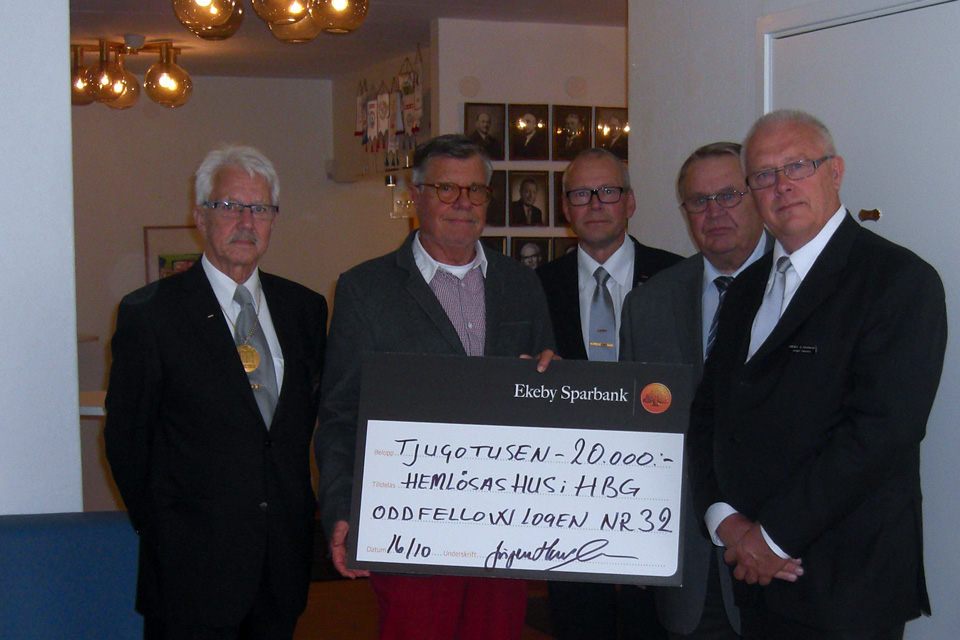 Ekeby Sparbank
Belopp TJUGOTUSEN - 20.000:-
Tilldelas HEMLÖSAS HUS i HBG
ODDFELLOW LOGEN NR 32
Datum 16/10 Underskrift